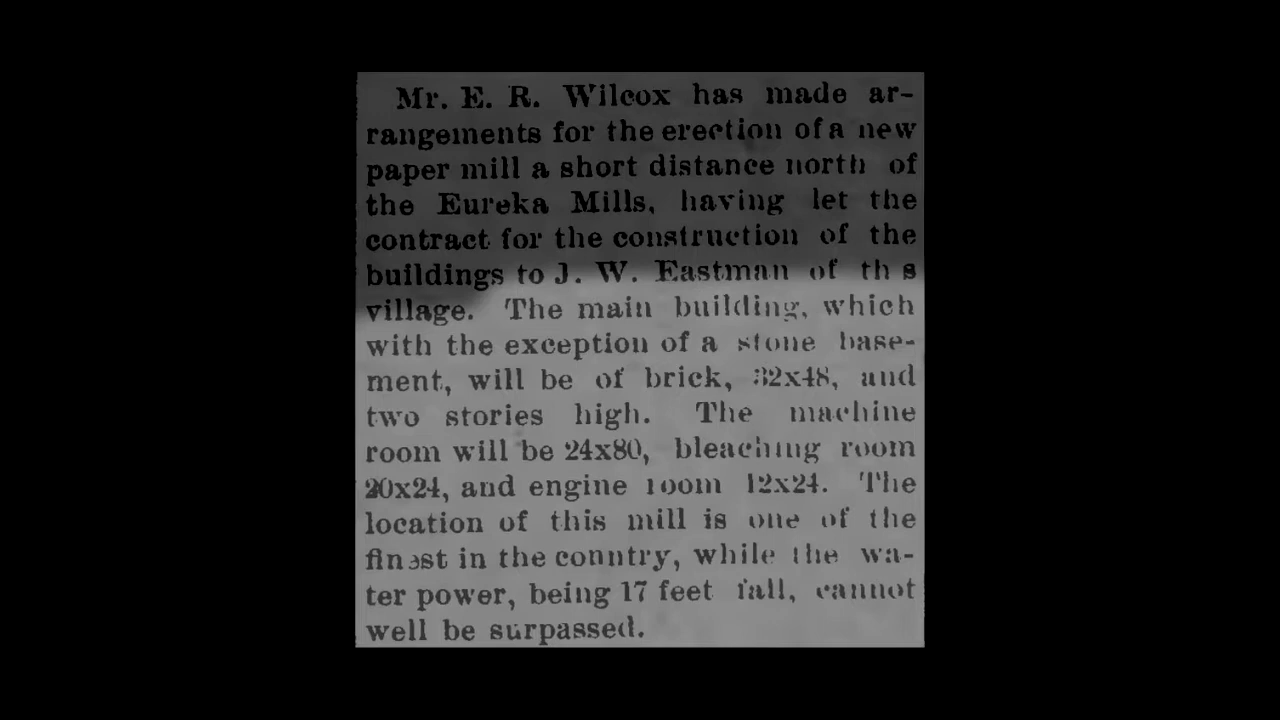 Mr. E. R. Wilcox has made ar-
rangements for the erection of a new
paper mill a short distance north of
the Eureka Mills, having let the
contract for the construction of the
buildings to J. W. Eastman of th s
village. The main building, which
with the exception of a stone base-
ment, will be of brick, 32x48, and
two stories high. The machine
room will be 24x80, bleaching room
20x24, and engine room 12x24. The
location of this mill is one of the
finest in the conntry, while the wa-
ter power, being 17 feet fall, cannot
well be surpassed.